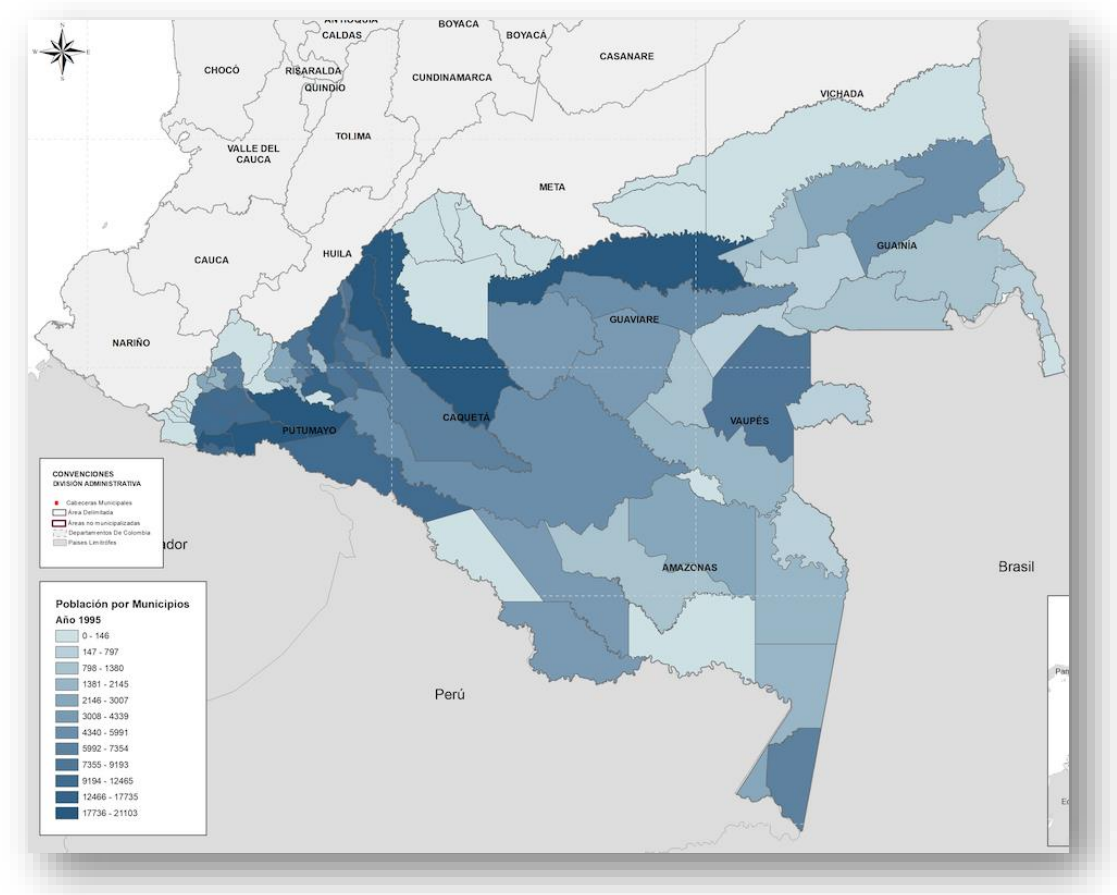 N
W
E
S
ANTIOQUIA
CALDAS
BOYACA
BOYACÁ
CASANARE
CHOCÓ
RISARALDA
QUINDÍO
CUNDINAMARCA
VICHADA
TOLIMA
VALLE DEL
CAUCA
META
CAUCA
HUILA
GUAINÍA
NARIÑO
GUAVIARE
CAQUETÁ
VAUPÉS
PUTUMAYO
CONVENCIONES
DIVISIÓN ADMINISTRATIVA
Cabeceras Municipales
Área Delimitada
Áreas no municipalizadas
Departamentos De Colombia
Países Limítrofes
ador
AMAZONAS
Brasil
Población por Municipios
Año 1995
0 - 146
147 - 797
798 - 1380
1381 - 2145
2146 - 3007
3008 - 4339
4340 - 5991
5992 - 7354
7355 - 9193
9194 - 12465
12466 - 17735
17736 - 21103
Perú
Pan